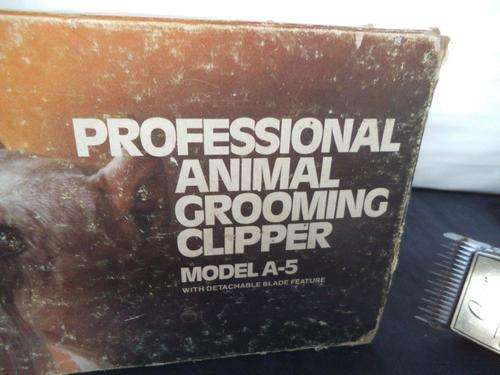 PROFESSIONAL
ANIMAL
GROOMING
CLIPPER
MODEL A-5
WITH DETACHABLE BLADE FEATURE